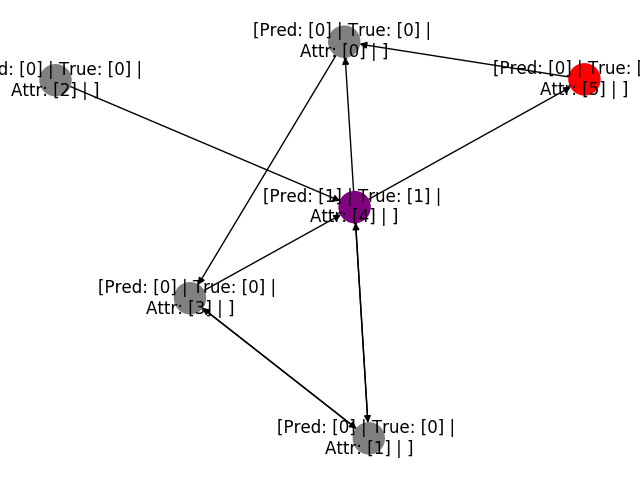 [Pred: [0] | True: [0] |
Attr: [0] | ]
d: [0] | True: [0] |
Attr: [2] | ]
[Pred: [0] | True: [
Attr: [5] | ]
[Pred: [1] | True: [1] |
Attr: [4] | ]
[Pred: [0] | True: [0] |
Attr: [3] | ]
[Pred: [0] | True: [0] |
Attr: [1] | ]